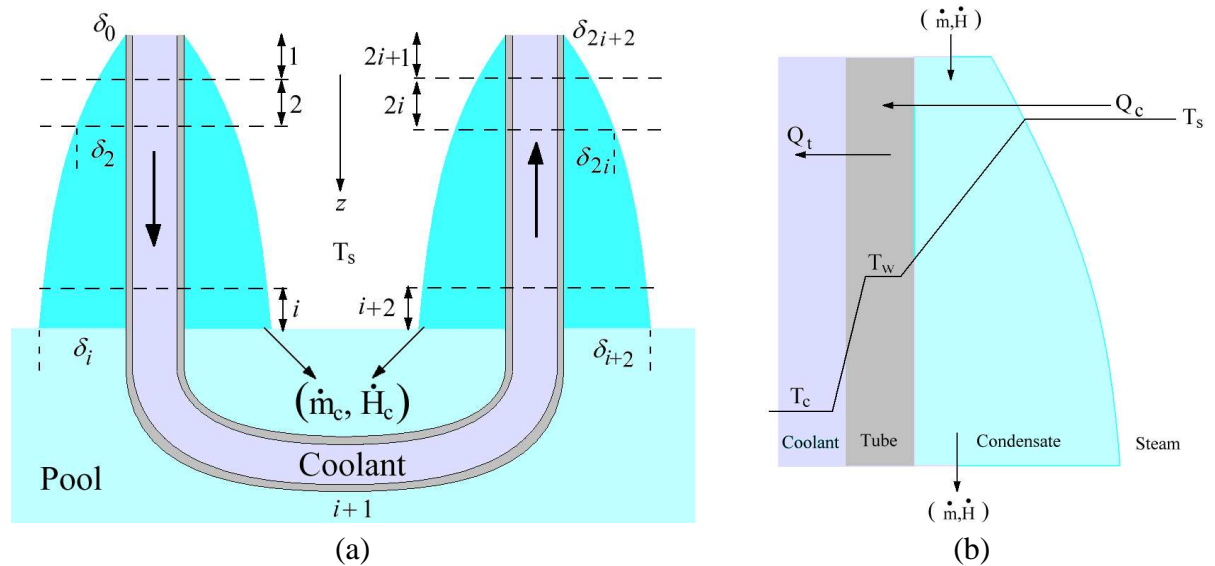 δ0
1
2
δ2
z
Ts
i
δi
δ2i+2
2i+1
2i
δ2i
i+2
δi+2
(ṁc, Ḣc)
Coolant
Pool
i+1
(a)
(ṁ,Ḣ)
Qc
Ts
Qt
Tw
Tc
Coolant
Tube
Condensate
Steam
(ṁ,Ḣ)
(b)